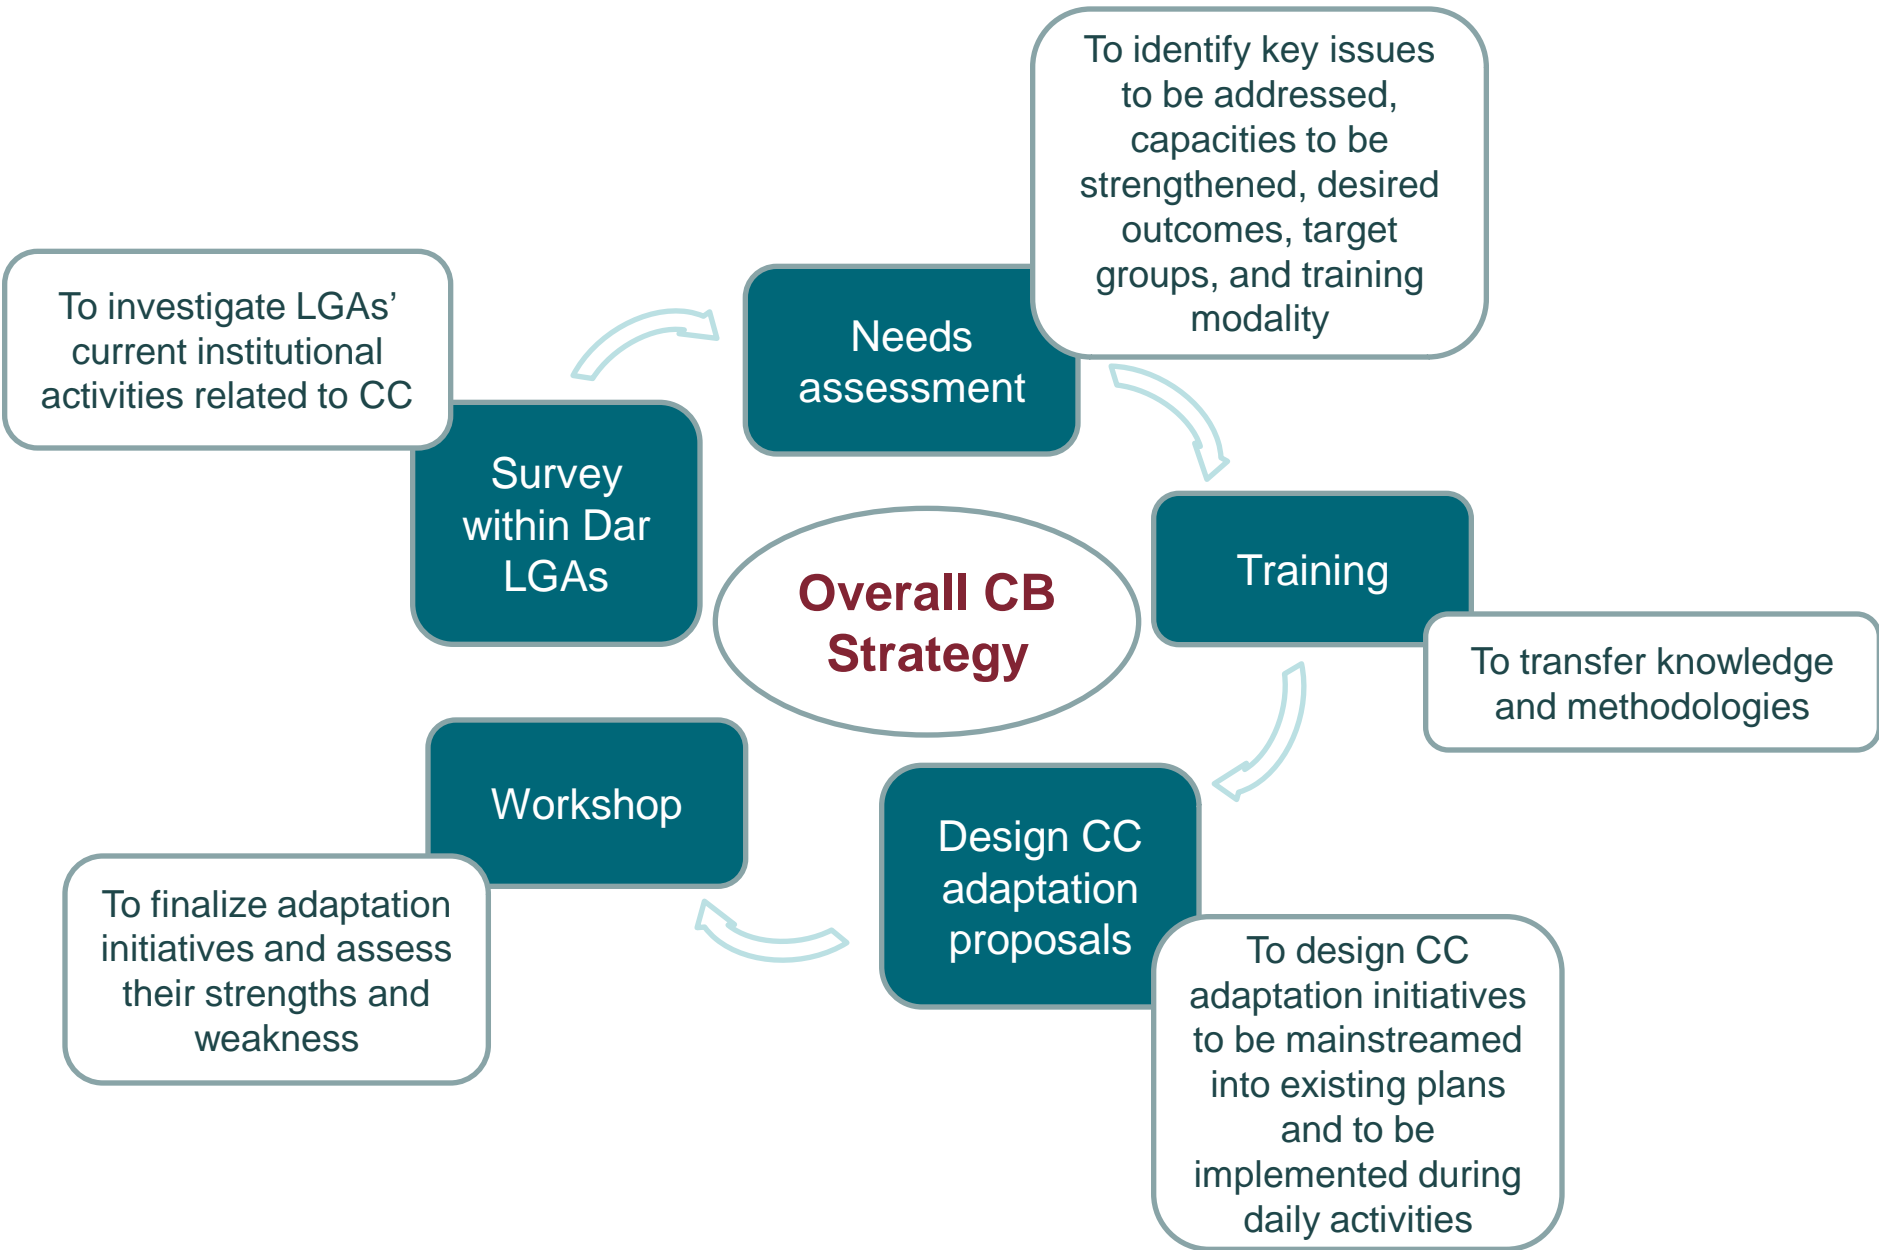 To identify key issues
to be addressed,
capacities to be
strengthened, desired
outcomes, target
groups, and training
modality
Needs
assessment
To investigate LGAs’
current institutional
activities related to CC
Survey
within Dar
LGAs
Overall CB
Strategy
Training
To transfer knowledge
and methodologies
Design CC
adaptation
proposals
To design CC
adaptation initiatives
to be mainstreamed
into existing plans
and to be
implemented during
daily activities
Workshop
To finalize adaptation
initiatives and assess
their strengths and
weakness